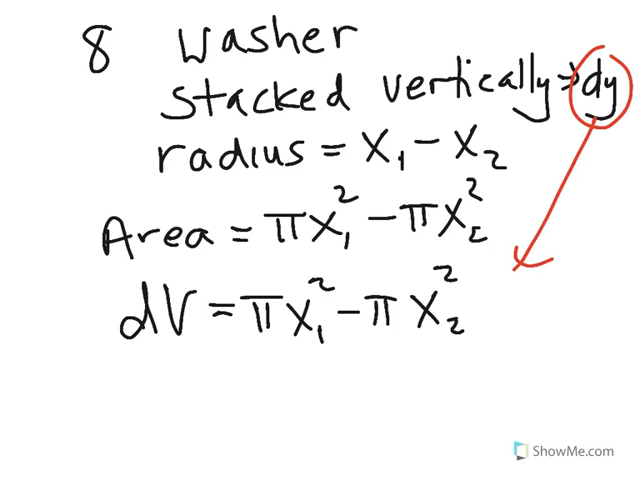 8 Washer
stacked vertically ⇒ dy
radius = x₁ - x₂
Area = πx₁² - πx₂²
dV = πx₁² - πx₂²
ShowMe.com